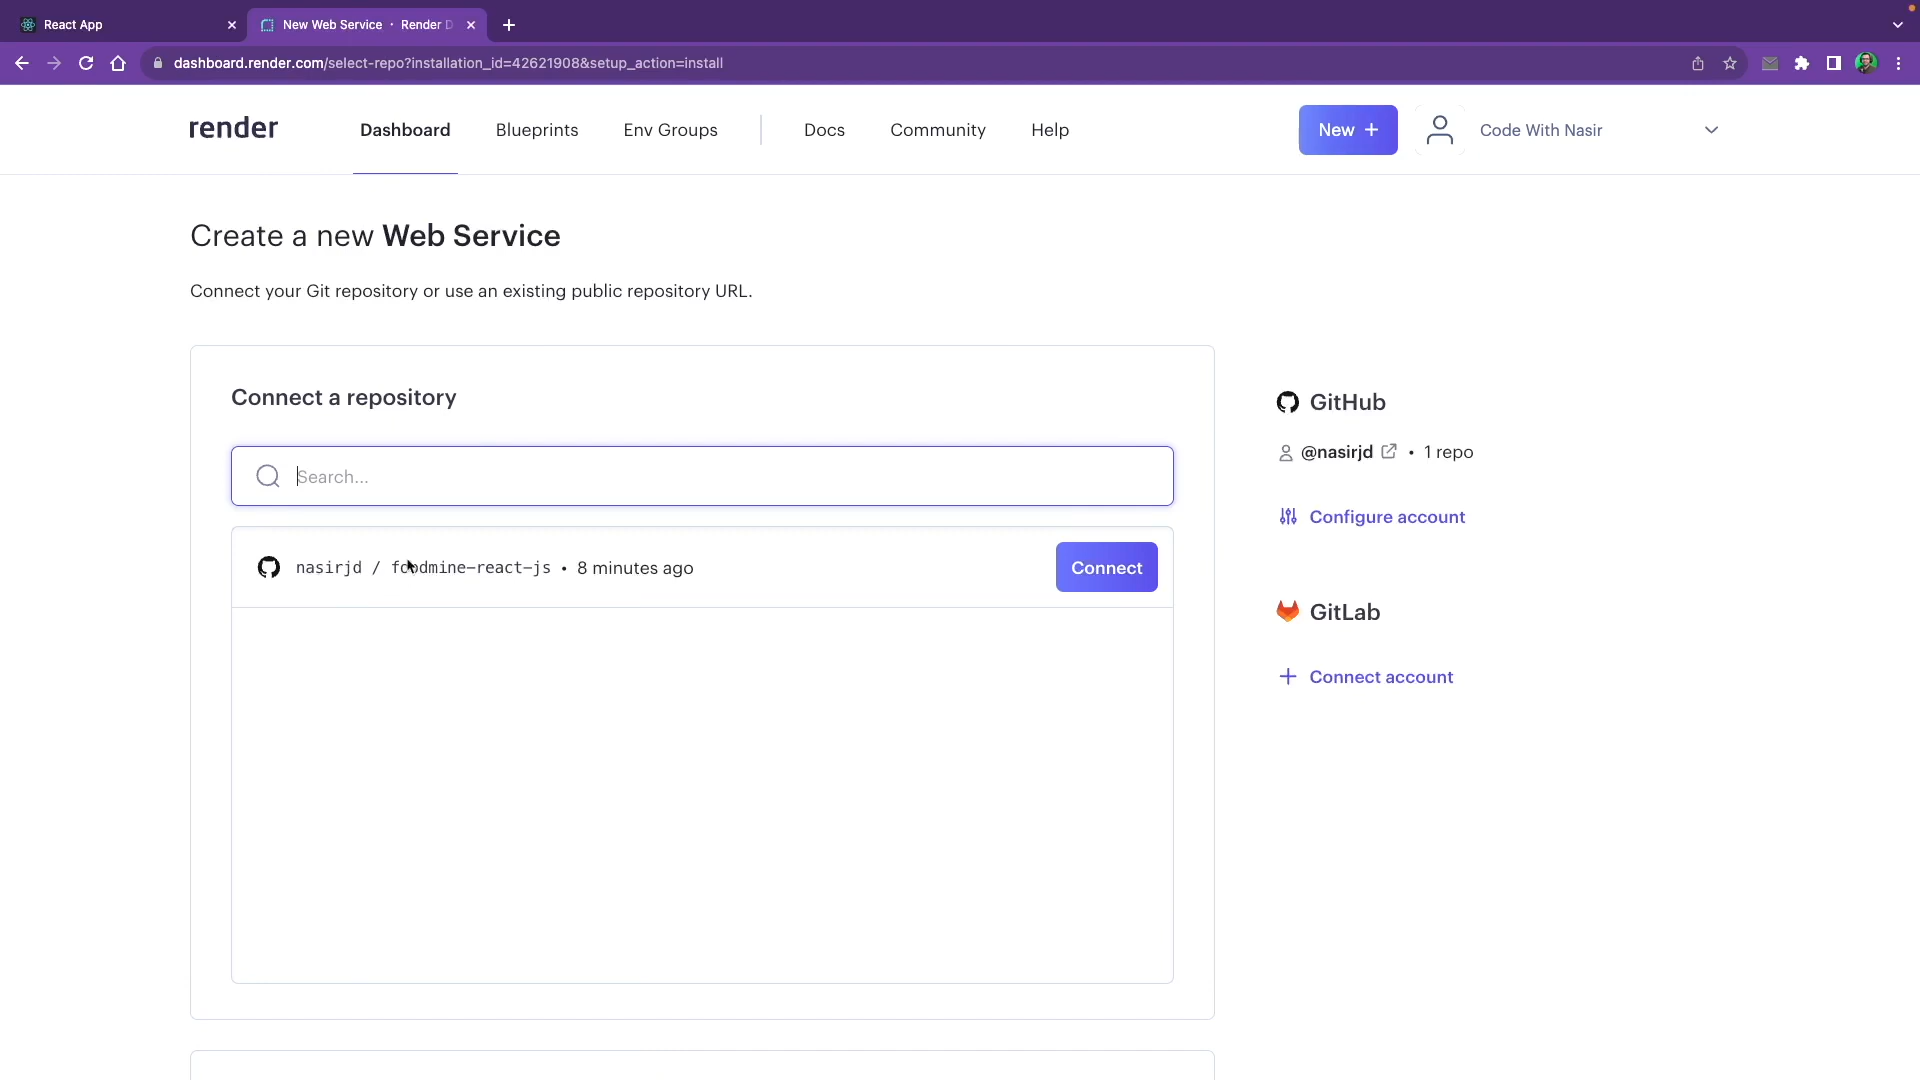 React App
New Web Service · Render D
dashboard.render.com/select-repo?installation_id=42621908&setup_action=install
render
Dashboard
Blueprints
Env Groups
Docs
Community
Help
New +
Code With Nasir
Create a new Web Service
Connect your Git repository or use an existing public repository URL.
Connect a repository
Search...
nasirjd / foodmine-react-js • 8 minutes ago
Connect
GitHub
@nasirjd • 1 repo
Configure account
GitLab
Connect account